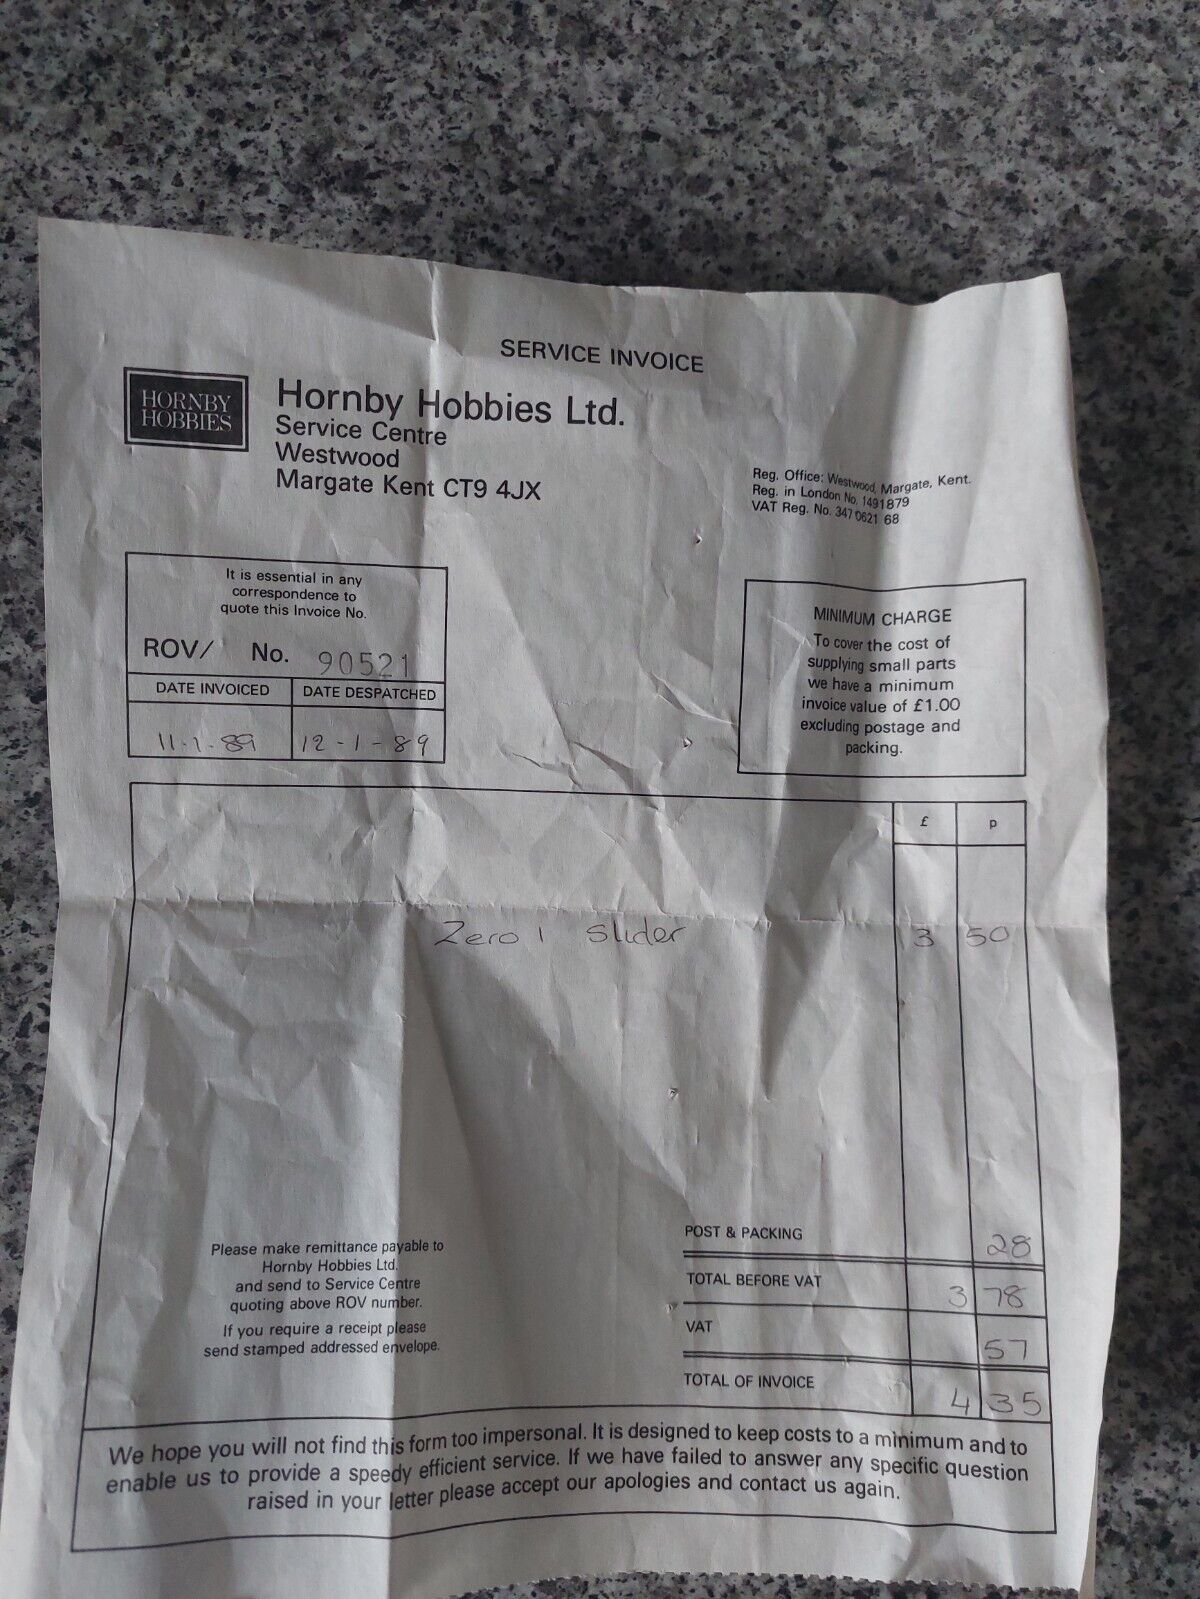 SERVICE INVOICE
HORNBY
HOBBIES
Hornby Hobbies Ltd.
Service Centre
Westwood
Margate Kent CT9 4JX
Reg. Office: Westwood, Margate, Kent.
Reg. in London No. 1491879
VAT Reg. No. 347 0621 68
It is essential in any
correspondence to
quote this Invoice No.
ROV/ No. 90521
DATE INVOICED DATE DESPATCHED
11-1-89 12-1-89
MINIMUM CHARGE
To cover the cost of
supplying small parts
we have a minimum
invoice value of £1.00
excluding postage and
packing.
£ p
Zero 1 Slider 3 50
Please make remittance payable to
Hornby Hobbies Ltd.
and send to Service Centre
quoting above ROV number.
If you require a receipt please
send stamped addressed envelope.
POST & PACKING 28
TOTAL BEFORE VAT 3 78
VAT 57
TOTAL OF INVOICE 4 35
We hope you will not find this form too impersonal. It is designed to keep costs to a minimum and to
enable us to provide a speedy efficient service. If we have failed to answer any specific question
raised in your letter please accept our apologies and contact us again.